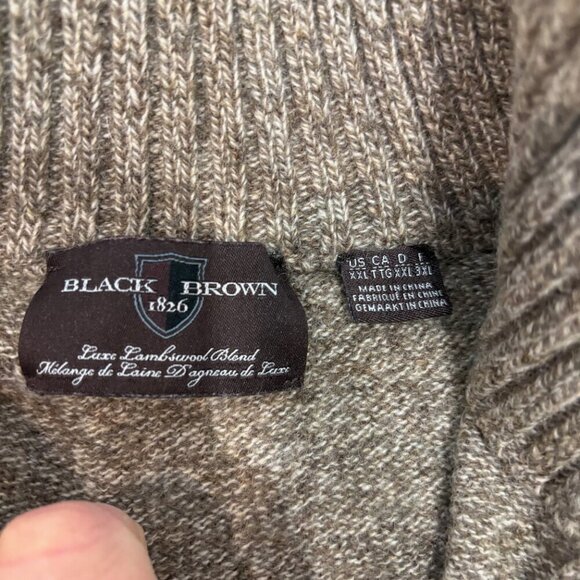 BLACK BROWN
1826
Luxe Lambswool Blend
Mélange de Laine D'agneau de Luxe
US CA D F
XXL TTG XXL 3XL
MADE IN CHINA
FABRIQUÉ EN CHINE
GEMAAKT IN CHINA